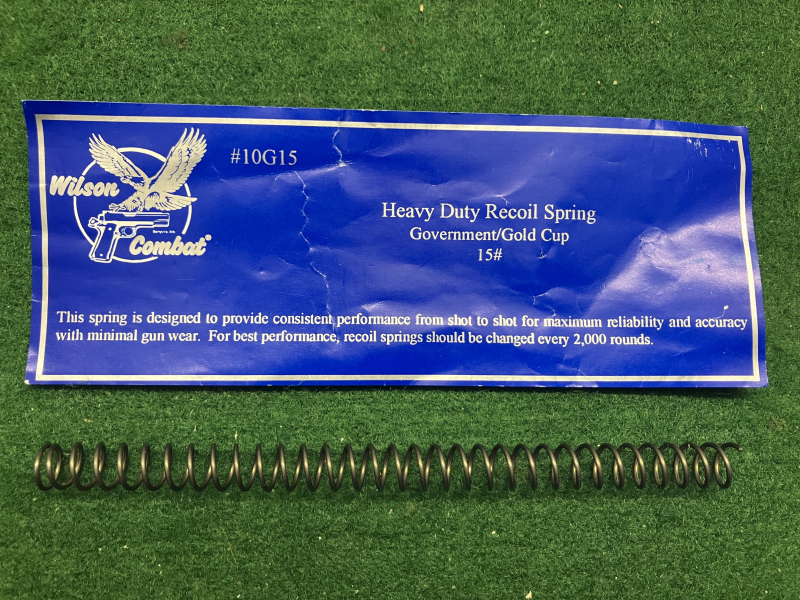 Wilson
Combat®
#10G15
Heavy Duty Recoil Spring
Government/Gold Cup
15#
This spring is designed to provide consistent performance from shot to shot for maximum reliability and accuracy
with minimal gun wear. For best performance, recoil springs should be changed every 2,000 rounds.